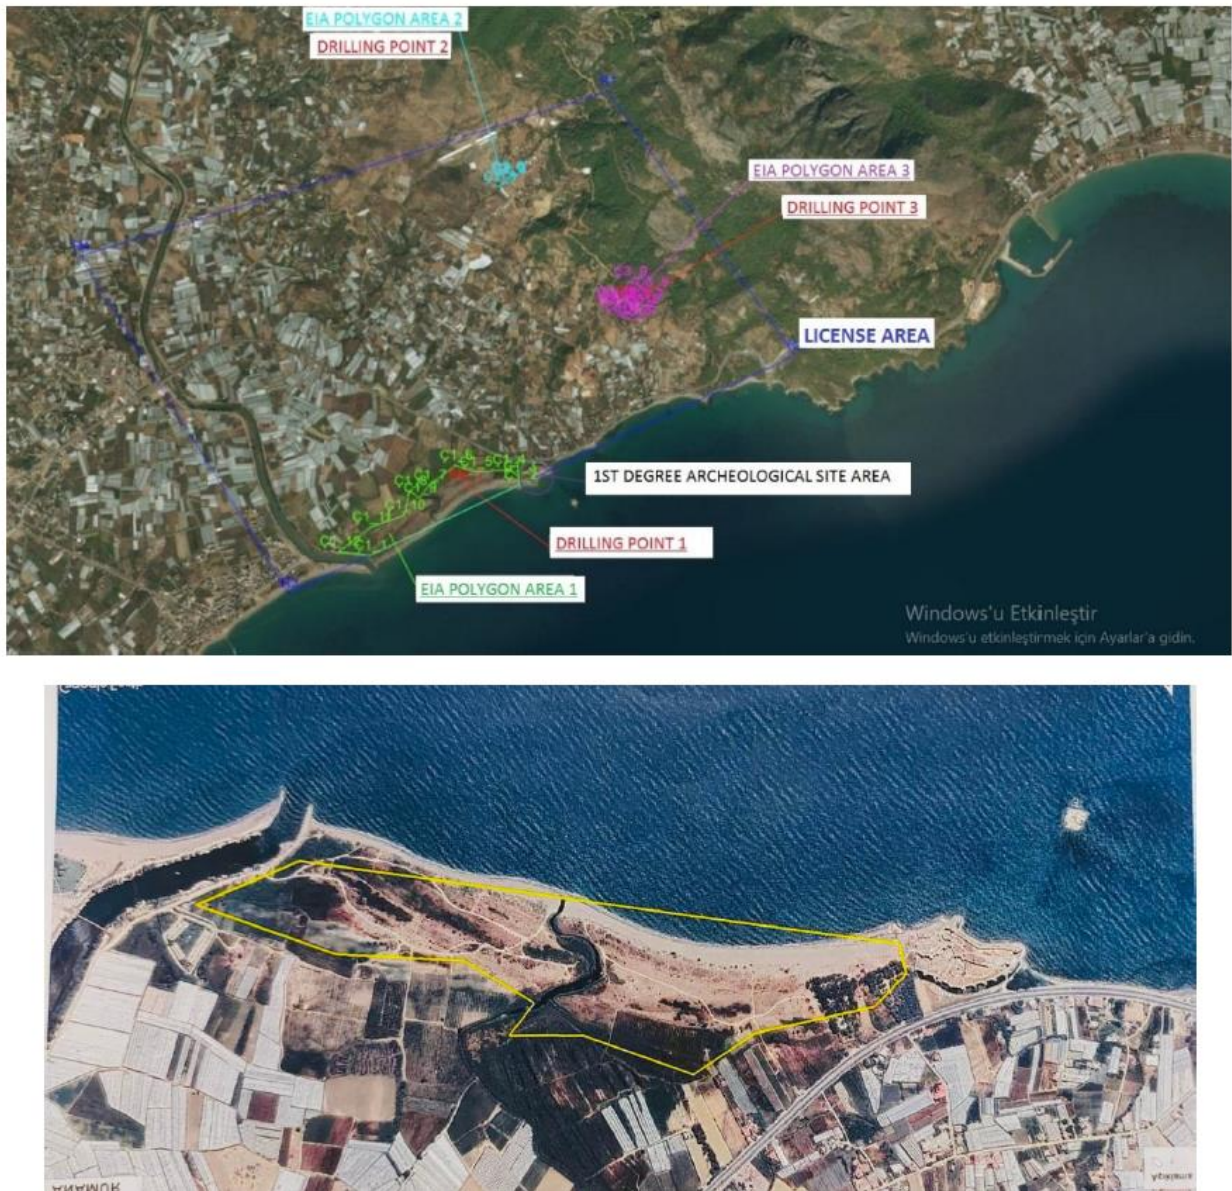 EIA POLYGON AREA 2
DRILLING POINT 2
EIA POLYGON AREA 3
DRILLING POINT 3
LICENSE AREA
1ST DEGREE ARCHEOLOGICAL SITE AREA
DRILLING POINT 1
EIA POLYGON AREA 1
Windows'u Etkinleştir
Windows'u etkinleştirmek için Ayarlar'a gidin.